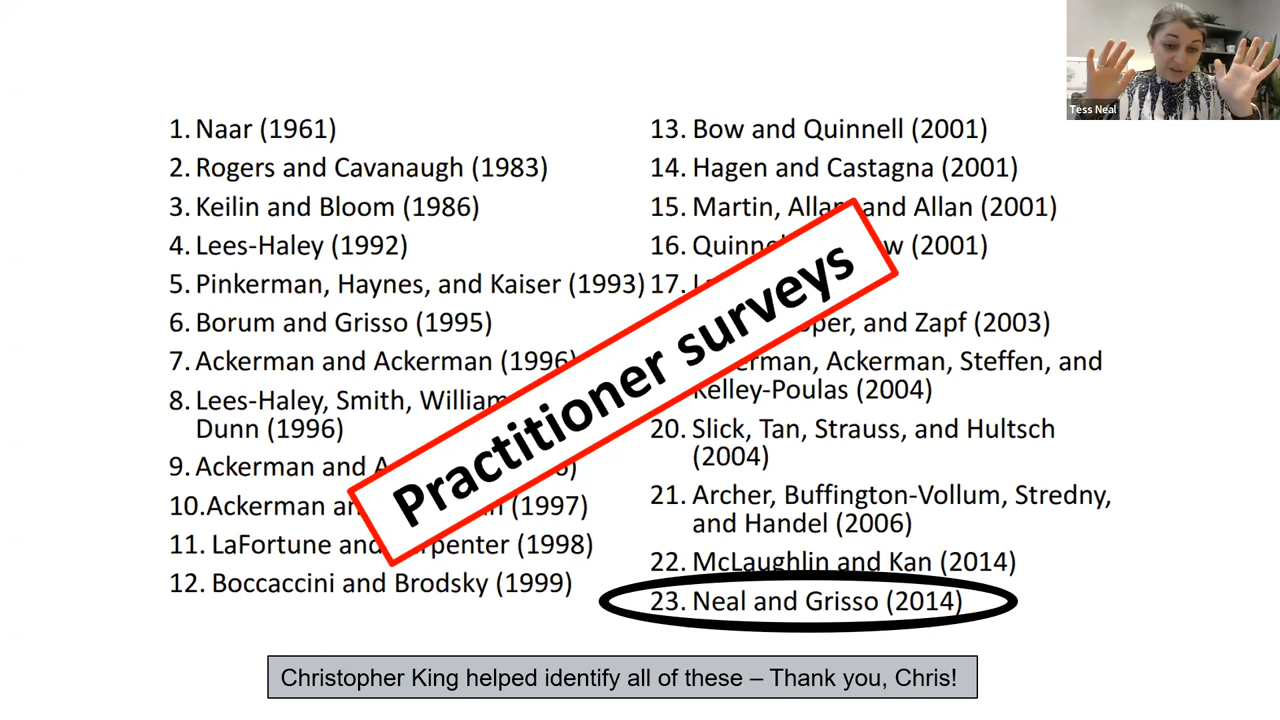 Tess Neal
1. Naar (1961)
2. Rogers and Cavanaugh (1983)
3. Keilin and Bloom (1986)
4. Lees-Haley (1992)
5. Pinkerman, Haynes, and Kaiser (1993)
6. Borum and Grisso (1995)
7. Ackerman and Ackerman (1996)
8. Lees-Haley, Smith, William
Dunn (1996)
9. Ackerman and
10. Ackerman (1997)
11. LaFortune and Carpenter (1998)
12. Boccaccini and Brodsky (1999)
13. Bow and Quinnell (2001)
14. Hagen and Castagna (2001)
15. Martin, Allan, and Allan (2001)
16. (2001)
17.
and Zapf (2003)
Ackerman, Steffen, and
Kelley-Poulas (2004)
20. Slick, Tan, Strauss, and Hultsch
(2004)
21. Archer, Buffington-Vollum, Stredny,
and Handel (2006)
22. McLaughlin and Kan (2014)
23. Neal and Grisso (2014)
Practitioner surveys
Christopher King helped identify all of these – Thank you, Chris!